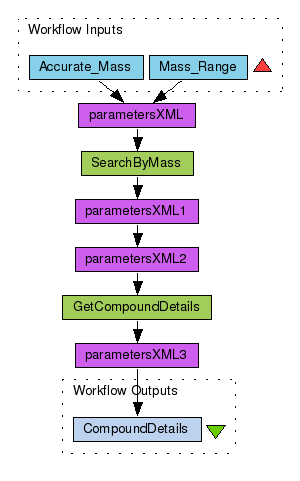 Workflow Inputs
Accurate_Mass
Mass_Range
parametersXML
SearchByMass
parametersXML1
parametersXML2
GetCompoundDetails
parametersXML3
Workflow Outputs
CompoundDetails